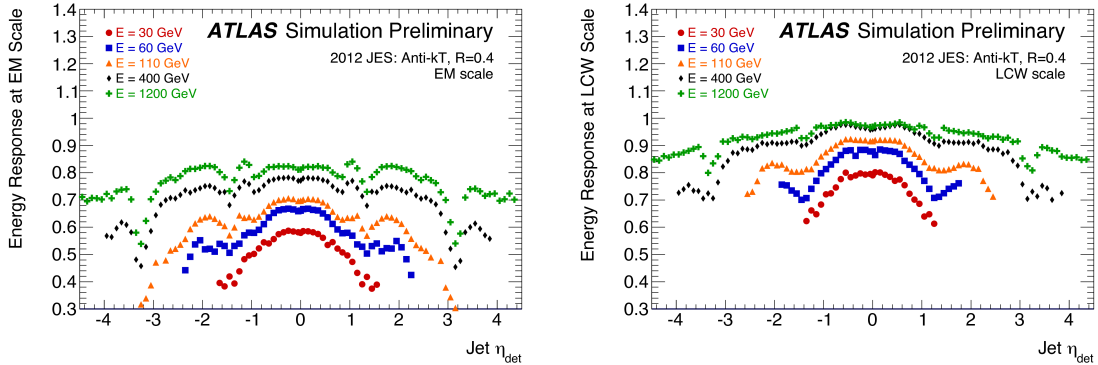 Energy Response at EM Scale
1.4
1.3
1.2
1.1
1
0.9
0.8
0.7
0.6
0.5
0.4
0.3
ATLAS Simulation Preliminary
2012 JES: Anti-kT, R=0.4
EM scale
E = 30 GeV
E = 60 GeV
E = 110 GeV
E = 400 GeV
E = 1200 GeV
-4 -3 -2 -1 0 1 2 3 4
Jet η_det
Energy Response at LCW Scale
1.4
1.3
1.2
1.1
1
0.9
0.8
0.7
0.6
0.5
0.4
0.3
ATLAS Simulation Preliminary
2012 JES: Anti-kT, R=0.4
LCW scale
E = 30 GeV
E = 60 GeV
E = 110 GeV
E = 400 GeV
E = 1200 GeV
-4 -3 -2 -1 0 1 2 3 4
Jet η_det